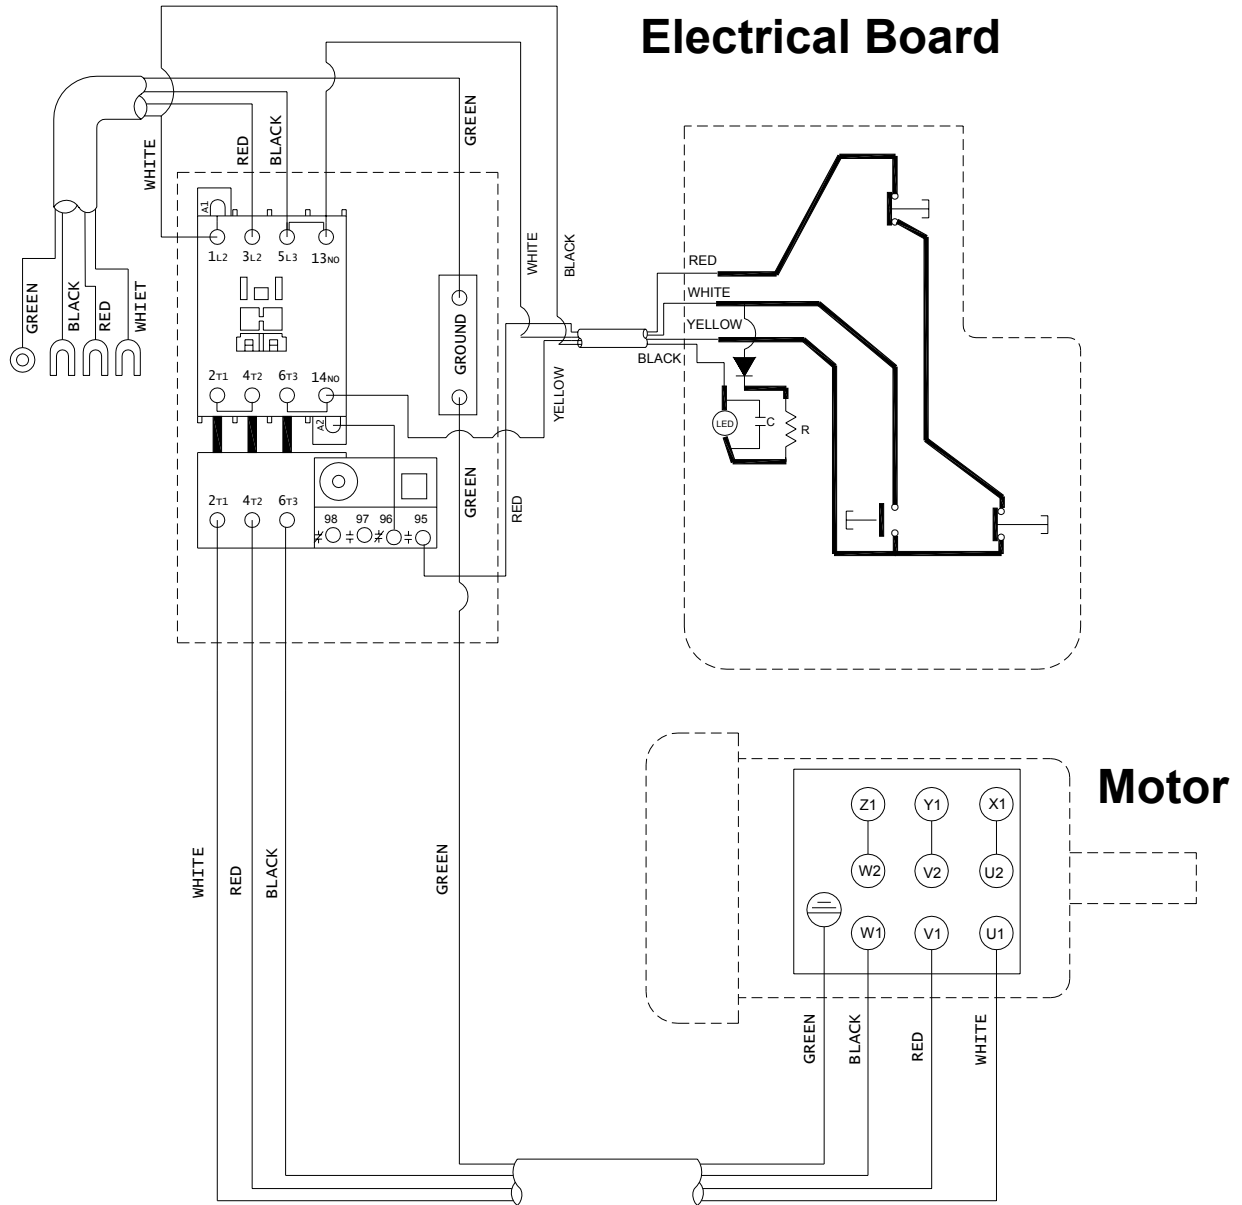 Electrical Board
GREEN
BLACK
RED
WHITE
A1
1L2 3L2 5L3 13NO
WHITE
BLACK
RED
WHITE
YELLOW
BLACK
GREEN
BLACK
RED
WHIET
GROUND
2T1 4T2 6T3 14NO
YELLOW
A2
LED
C
R
GREEN
RED
2T1 4T2 6T3
98 97 96 95
Motor
Z1 Y1 X1
W2 V2 U2
W1 V1 U1
WHITE
RED
BLACK
GREEN
GREEN
BLACK
RED
WHITE